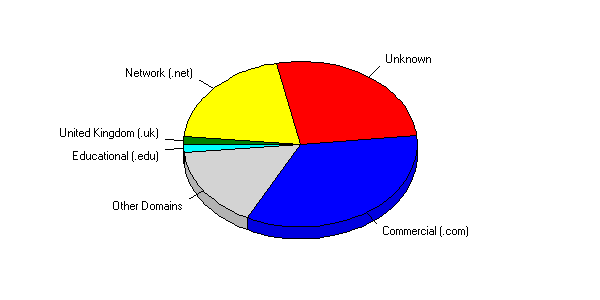 Unknown
Network (.net)
United Kingdom (.uk)
Educational (.edu)
Other Domains
Commercial (.com)